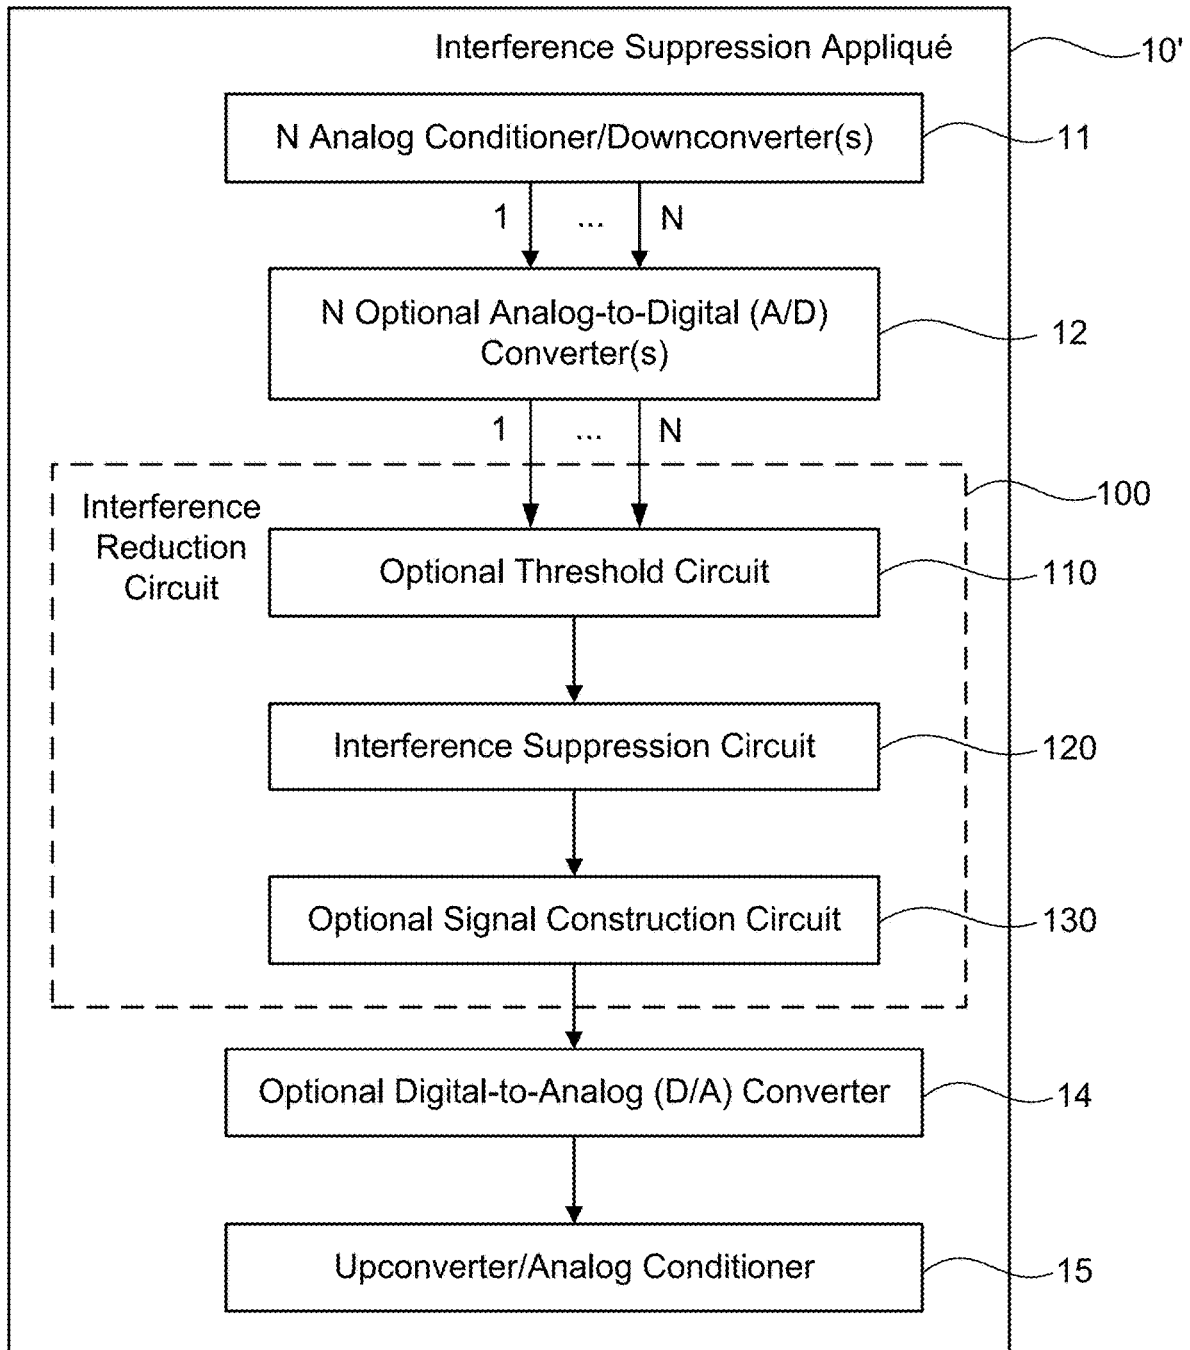 Interference Suppression Appliqué
10'
N Analog Conditioner/Downconverter(s)
11
1 ... N
N Optional Analog-to-Digital (A/D)
Converter(s)
12
1 ... N
Interference
Reduction
Circuit
100
Optional Threshold Circuit
110
Interference Suppression Circuit
120
Optional Signal Construction Circuit
130
Optional Digital-to-Analog (D/A) Converter
14
Upconverter/Analog Conditioner
15